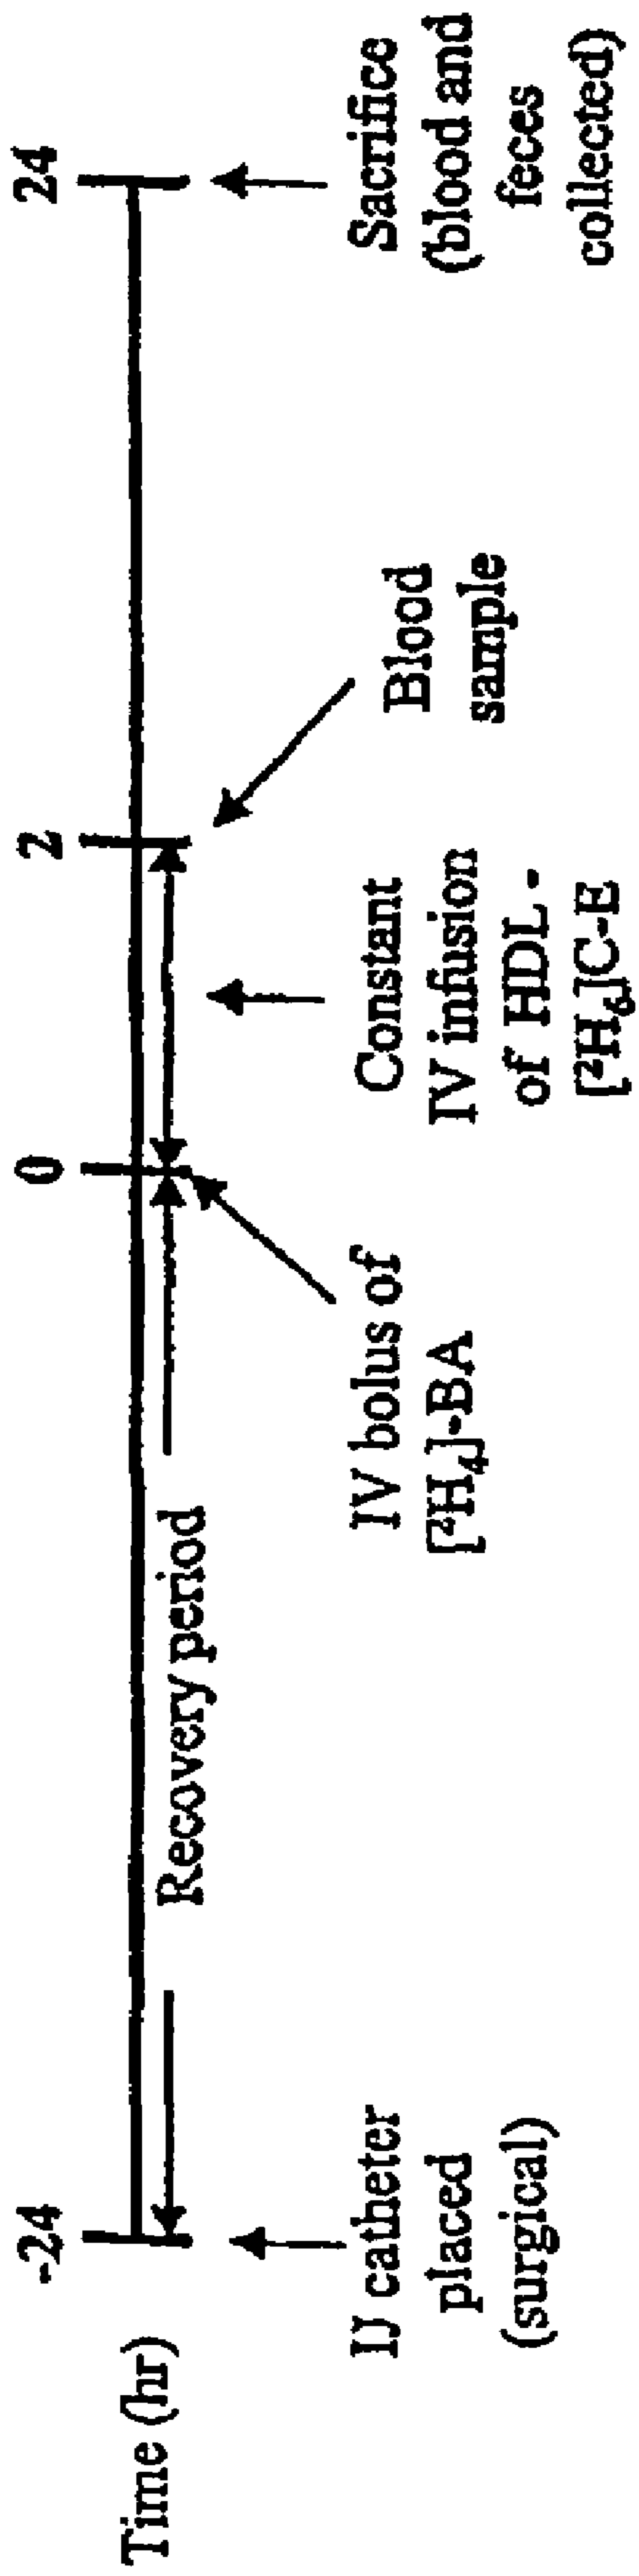 Time (hr)
-24
0
2
24
Recovery period
IJ catheter
placed
(surgical)
IV bolus of
[²H₄]-BA
Constant
IV infusion
of HDL -
[²H₆]C-E
Blood
sample
Sacrifice
(blood and
feces
collected)